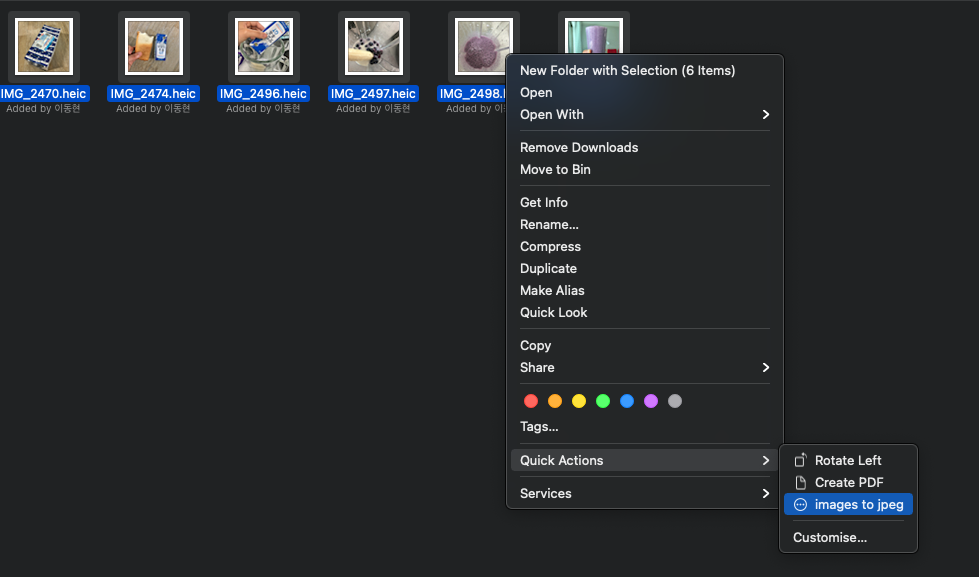 IMG_2470.heic
Added by 이동현
IMG_2474.heic
Added by 이동현
IMG_2496.heic
Added by 이동현
IMG_2497.heic
Added by 이동현
IMG_2498.
Added by 이동현
New Folder with Selection (6 Items)
Open
Open With
Remove Downloads
Move to Bin
Get Info
Rename...
Compress
Duplicate
Make Alias
Quick Look
Copy
Share
Tags...
Quick Actions
Services
Rotate Left
Create PDF
images to jpeg
Customise...